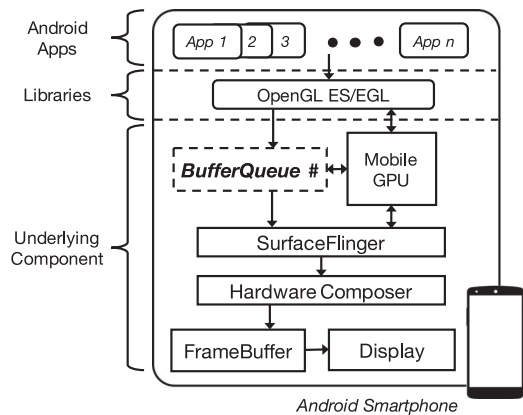 Android
Apps
App 1
2
3
App n
Libraries
OpenGL ES/EGL
BufferQueue #
Mobile
GPU
Underlying
Component
SurfaceFlinger
Hardware Composer
FrameBuffer
Display
Android Smartphone